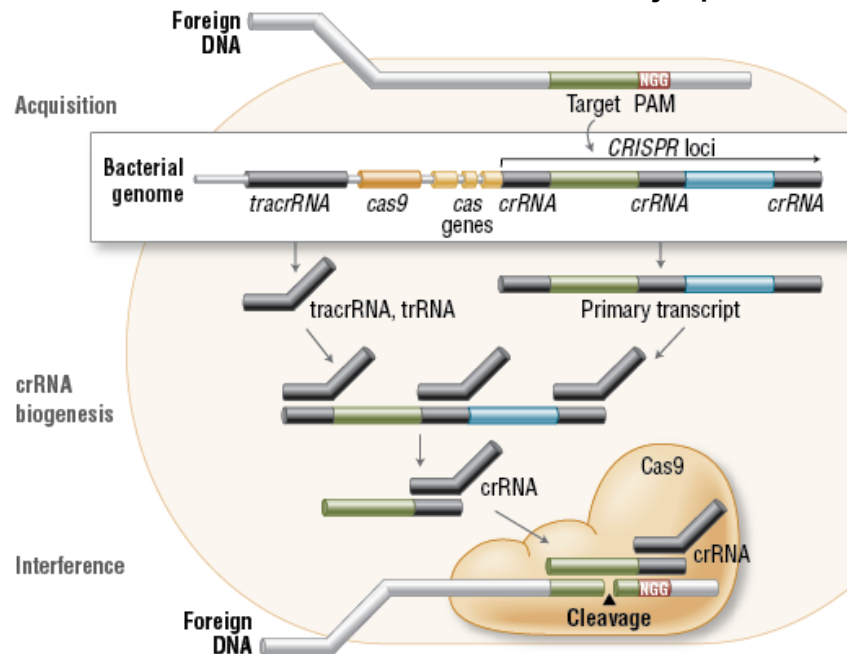 Foreign
DNA
NGG
Acquisition
Target PAM
CRISPR loci
Bacterial
genome
tracrRNA
cas9
cas
genes
crRNA
crRNA
crRNA
tracrRNA, trRNA
Primary transcript
crRNA
biogenesis
crRNA
Cas9
crRNA
Interference
NGG
Cleavage
Foreign
DNA